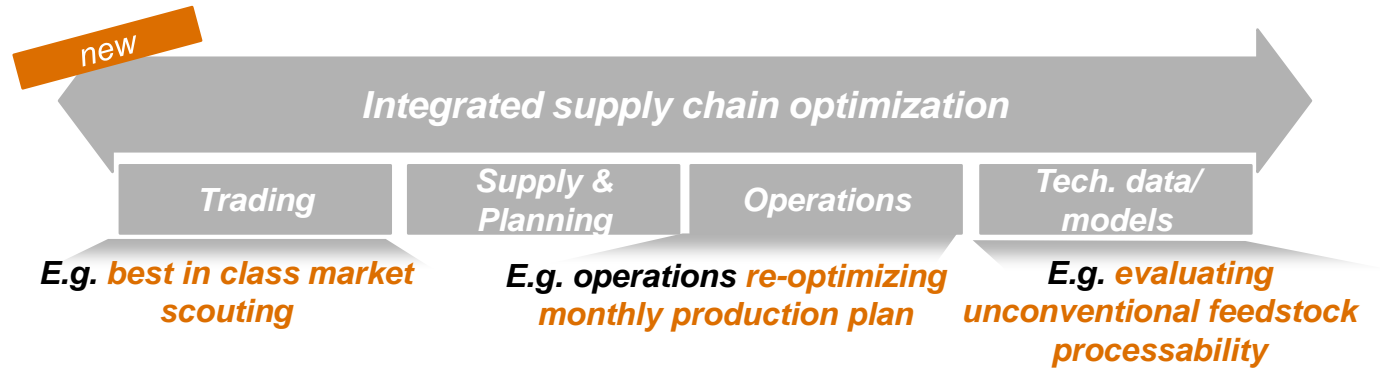 new
Integrated supply chain optimization
Trading
Supply &
Planning
Operations
Tech. data/
models
E.g. best in class market
scouting
E.g. operations re-optimizing
monthly production plan
E.g. evaluating
unconventional feedstock
processability